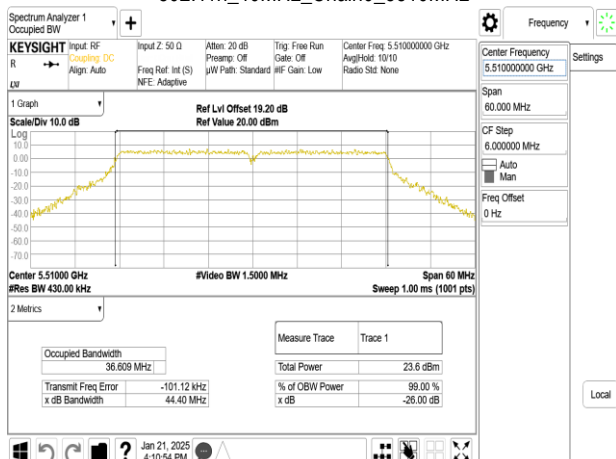 Spectrum Analyzer 1
Occupied BW
Frequency
KEYSIGHT
R
LXI
Input: RF
Coupling: DC
Align: Auto
Input Z: 50 Ω
Freq Ref: Int (S)
NFE: Adaptive
Atten: 20 dB
Preamp: Off
µW Path: Standard
Trig: Free Run
Gate: Off
#IF Gain: Low
Center Freq: 5.510000000 GHz
Avg|Hold: 10/10
Radio Std: None
Center Frequency
5.510000000 GHz
Settings
Span
60.000 MHz
CF Step
6.000000 MHz
Auto
Man
Freq Offset
0 Hz
1 Graph
Scale/Div 10.0 dB
Ref Lvl Offset 19.20 dB
Ref Value 20.00 dBm
Log
10.0
0.00
-10.0
-20.0
-30.0
-40.0
-50.0
-60.0
-70.0
Center 5.51000 GHz
#Res BW 430.00 kHz
#Video BW 1.5000 MHz
Span 60 MHz
Sweep 1.00 ms (1001 pts)
2 Metrics
Occupied Bandwidth
36.609 MHz
Transmit Freq Error -101.12 kHz
x dB Bandwidth 44.40 MHz
Measure Trace Trace 1
Total Power 23.6 dBm
% of OBW Power 99.00 %
x dB -26.00 dB
Local
Jan 21, 2025
4:10:54 PM